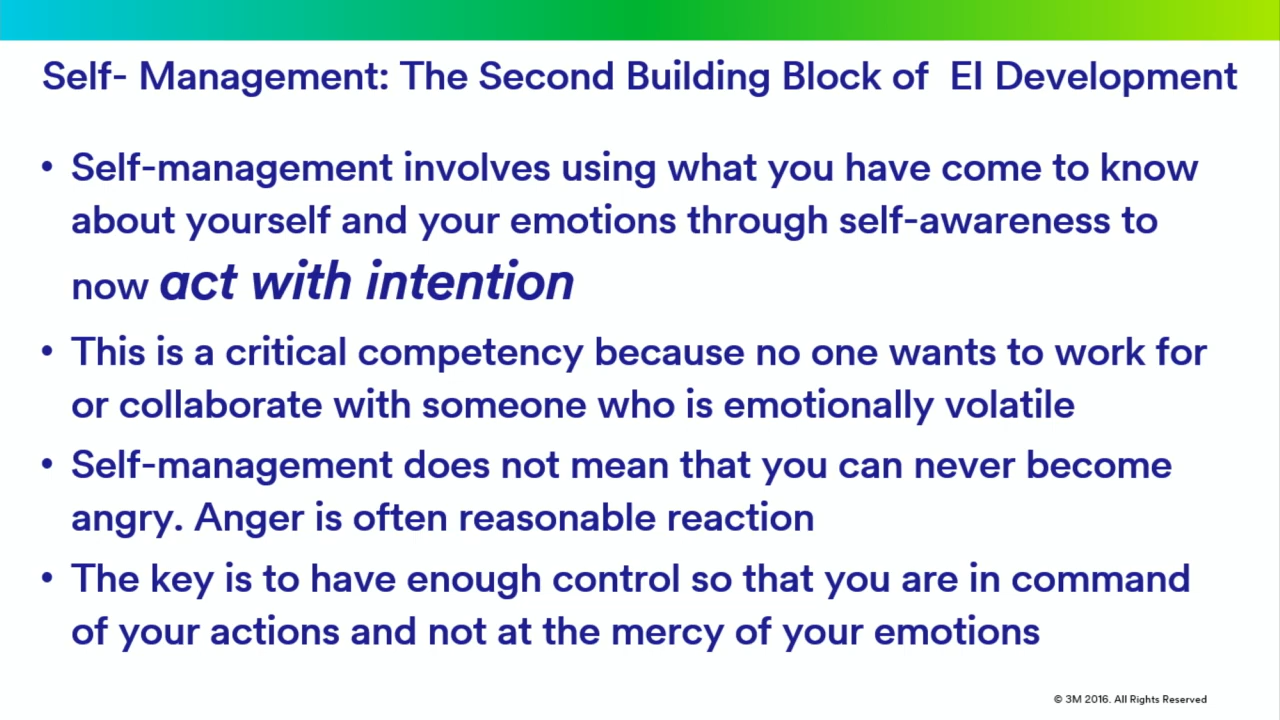 Self- Management: The Second Building Block of  EI Development
• Self-management involves using what you have come to know
about yourself and your emotions through self-awareness to
now act with intention
• This is a critical competency because no one wants to work for
or collaborate with someone who is emotionally volatile
• Self-management does not mean that you can never become
angry. Anger is often reasonable reaction
• The key is to have enough control so that you are in command
of your actions and not at the mercy of your emotions
© 3M 2016. All Rights Reserved